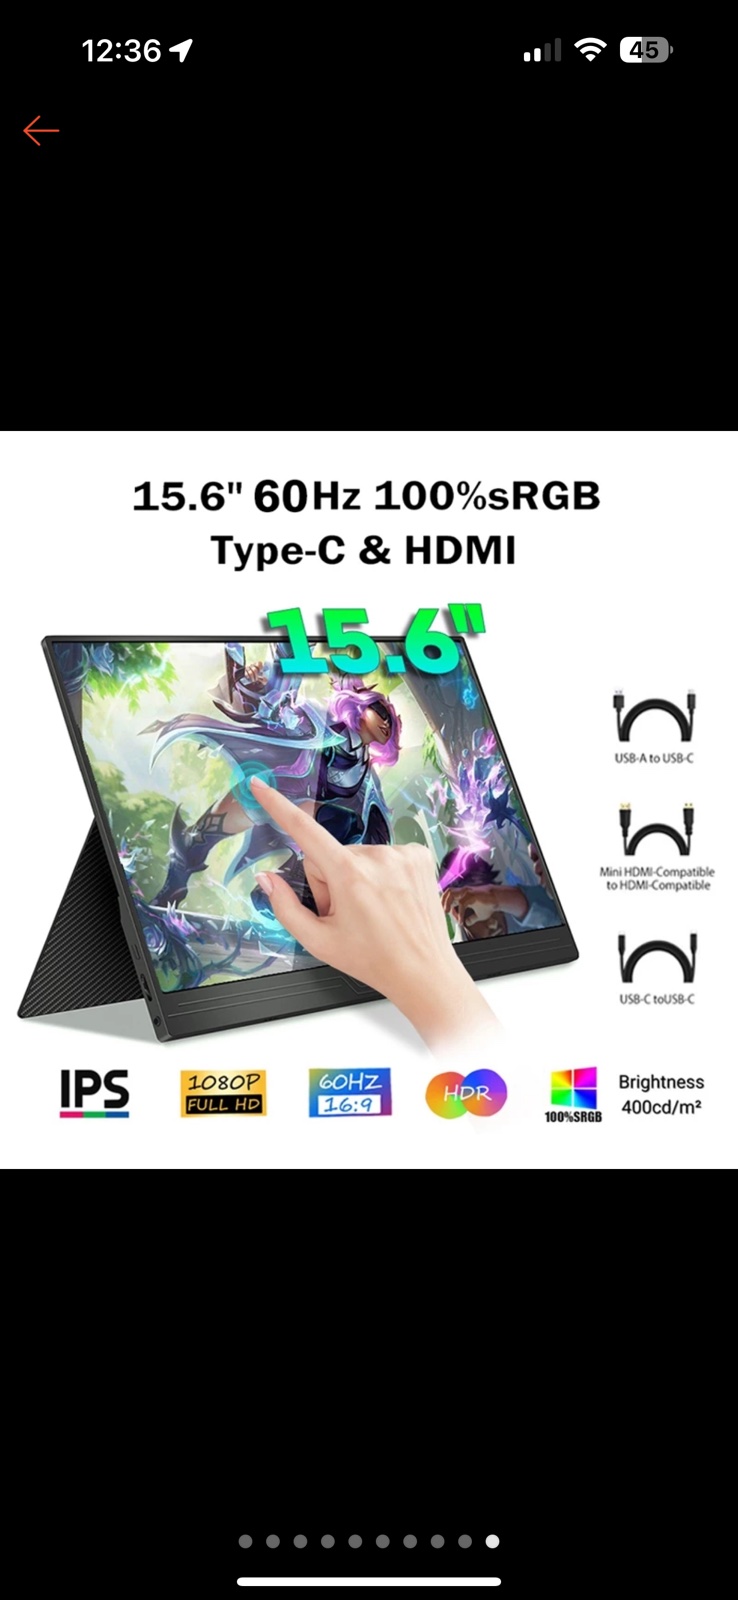 12:36
45
15.6" 60Hz 100%sRGB
Type-C & HDMI
15.6"
USB-A to USB-C
Mini HDMI-Compatible
to HDMI-Compatible
USB-C toUSB-C
IPS
1080P
FULL HD
60HZ
16:9
HDR
100%SRGB
Brightness
400cd/m²